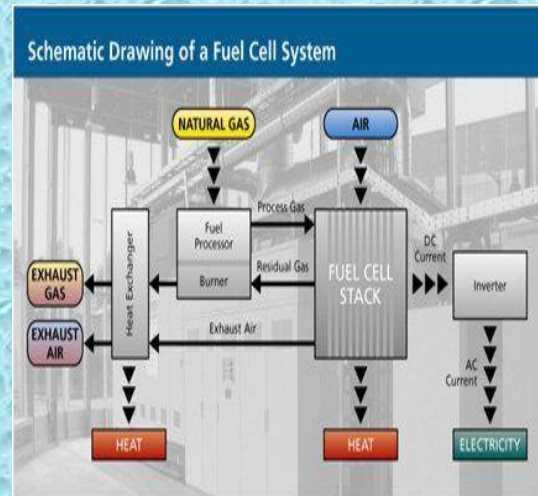 Schematic Drawing of a Fuel Cell System
NATURAL GAS
AIR
Fuel
Processor
Burner
Process Gas
Residual Gas
Exhaust Air
Heat Exchanger
FUEL CELL
STACK
DC
Current
Inverter
EXHAUST
GAS
EXHAUST
AIR
AC
Current
HEAT
HEAT
ELECTRICITY